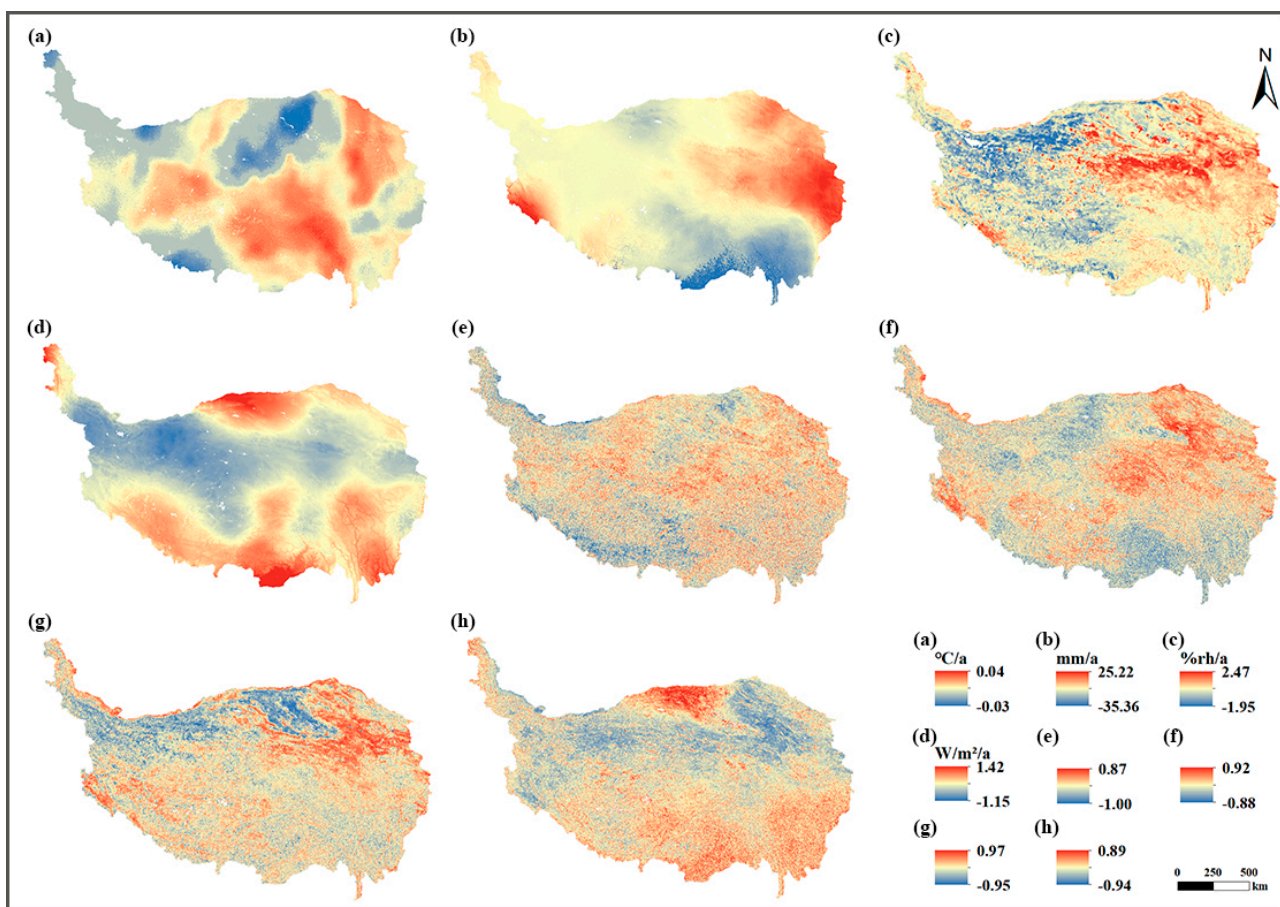 (a) (b) (c)
N
(d) (e) (f)
(g) (h)
(a) (b) (c)
°C/a mm/a %rh/a
0.04 25.22 2.47
-0.03 -35.36 -1.95
(d) (e) (f)
W/m²/a
1.42 0.87 0.92
-1.15 -1.00 -0.88
(g) (h)
0.97 0.89
-0.95 -0.94
0 250 500
km